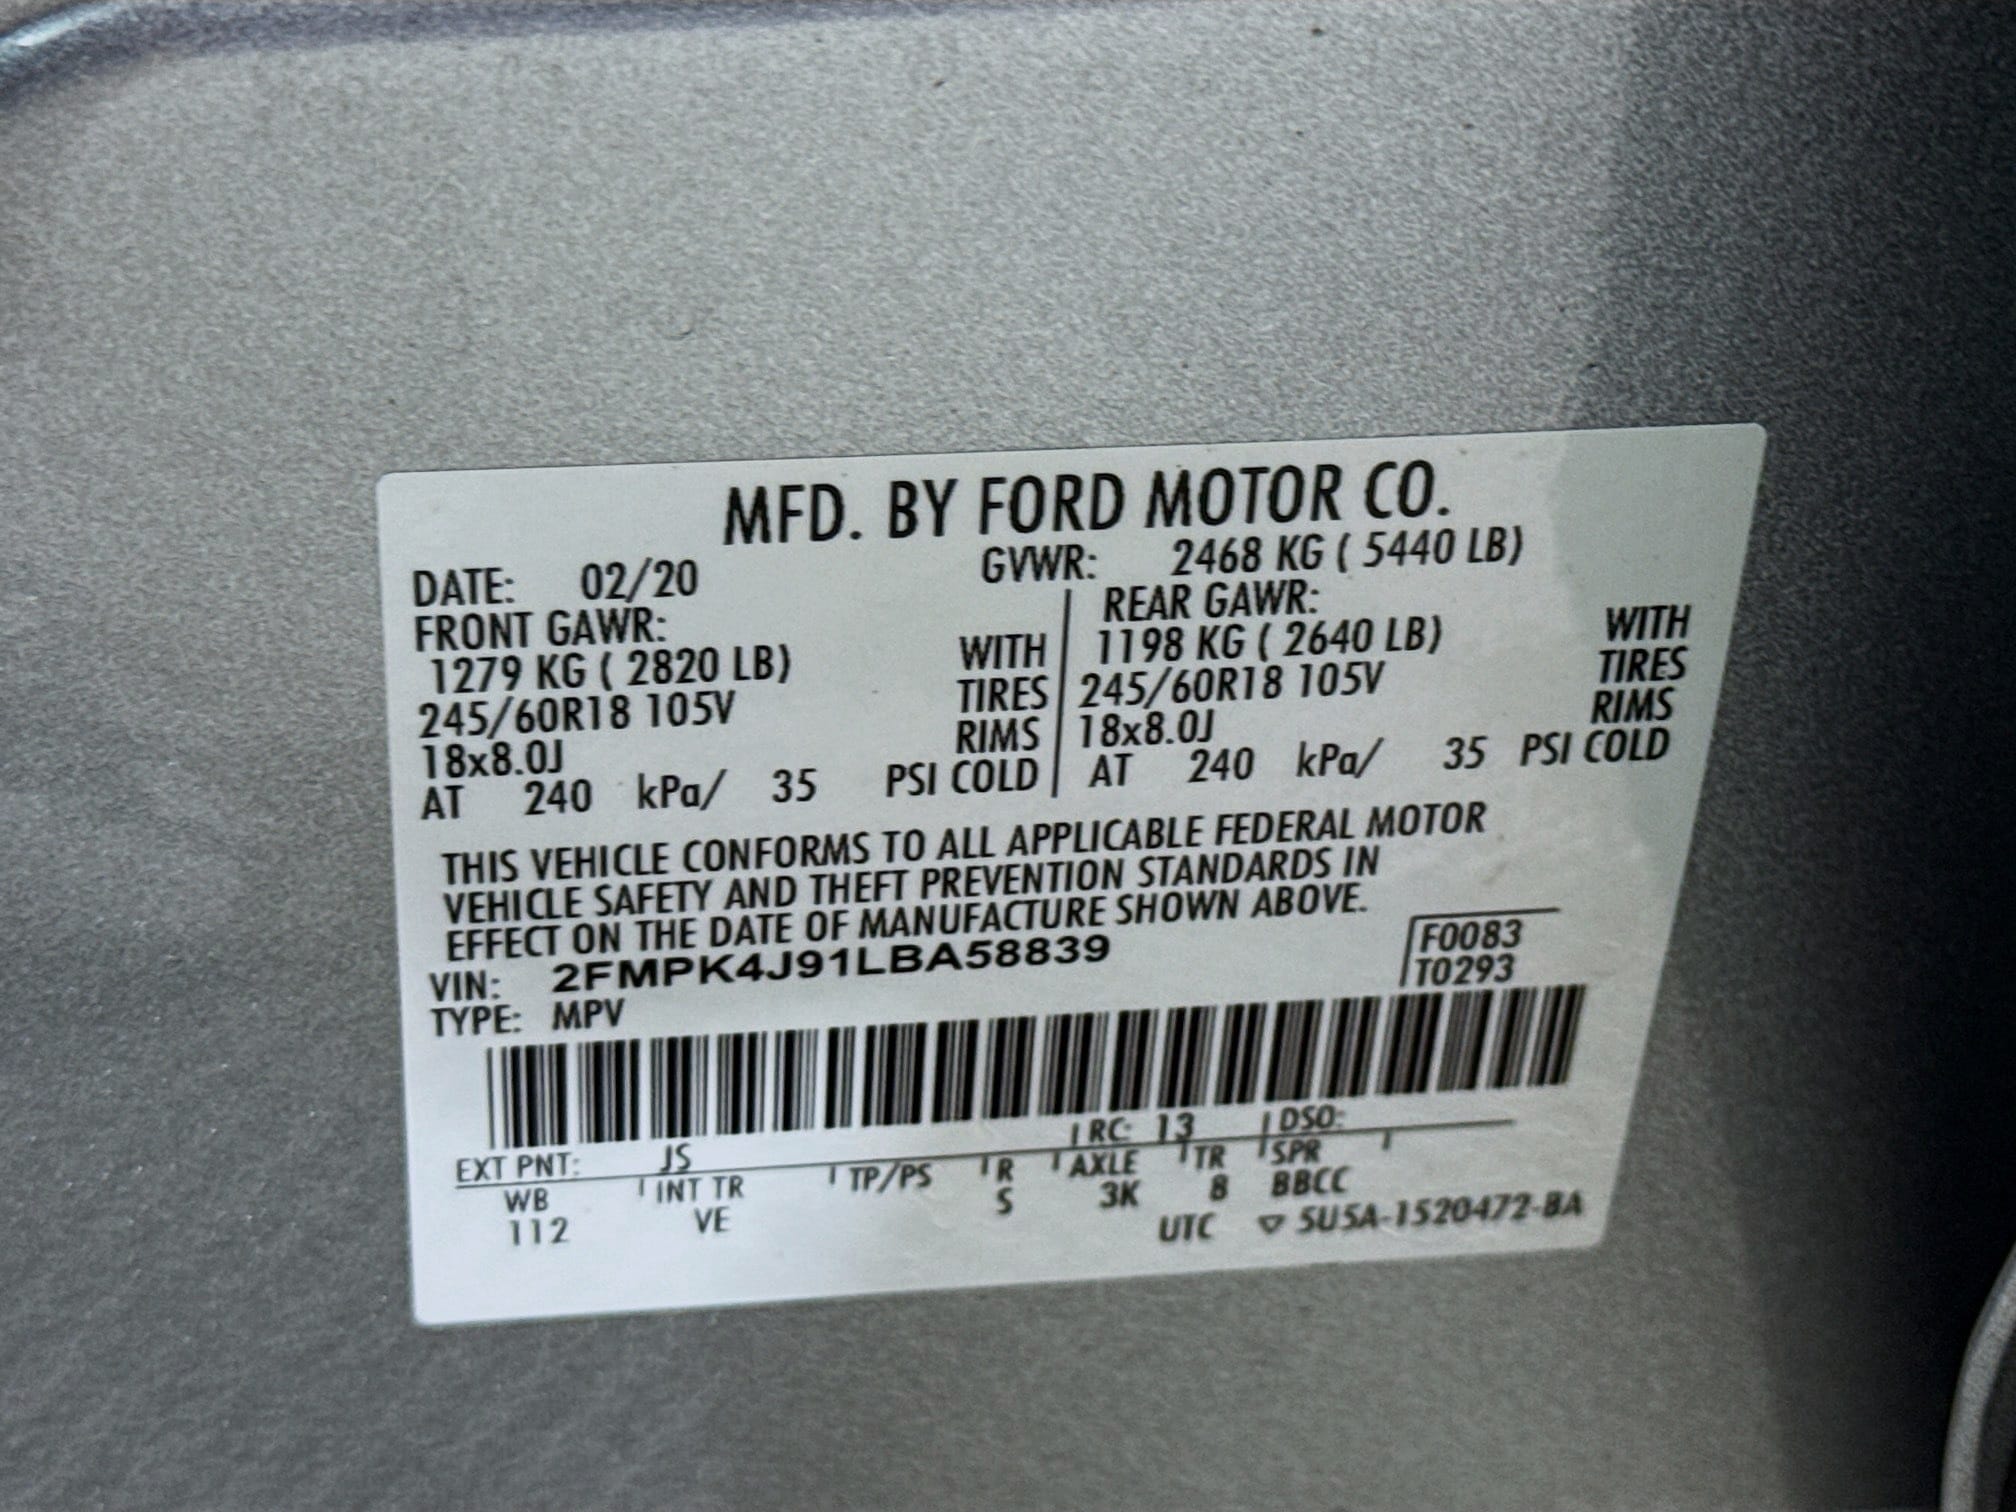 MFD. BY FORD MOTOR CO.
DATE: 02/20 GVWR: 2468 KG ( 5440 LB)
FRONT GAWR: REAR GAWR:
1279 KG ( 2820 LB) WITH 1198 KG ( 2640 LB) WITH
245/60R18 105V TIRES 245/60R18 105V TIRES
18x8.0J RIMS 18x8.0J RIMS
AT 240 kPa/ 35 PSI COLD AT 240 kPa/ 35 PSI COLD
THIS VEHICLE CONFORMS TO ALL APPLICABLE FEDERAL MOTOR
VEHICLE SAFETY AND THEFT PREVENTION STANDARDS IN
EFFECT ON THE DATE OF MANUFACTURE SHOWN ABOVE.
VIN: 2FMPK4J91LBA58839 F0083
TYPE: MPV T0293
EXT PNT: JS RC: 13 DSO:
WB INT TR TP/PS R AXLE TR SPR
112 VE S 3K 8 BBCC
UTC ▽ 5U5A-1520472-BA